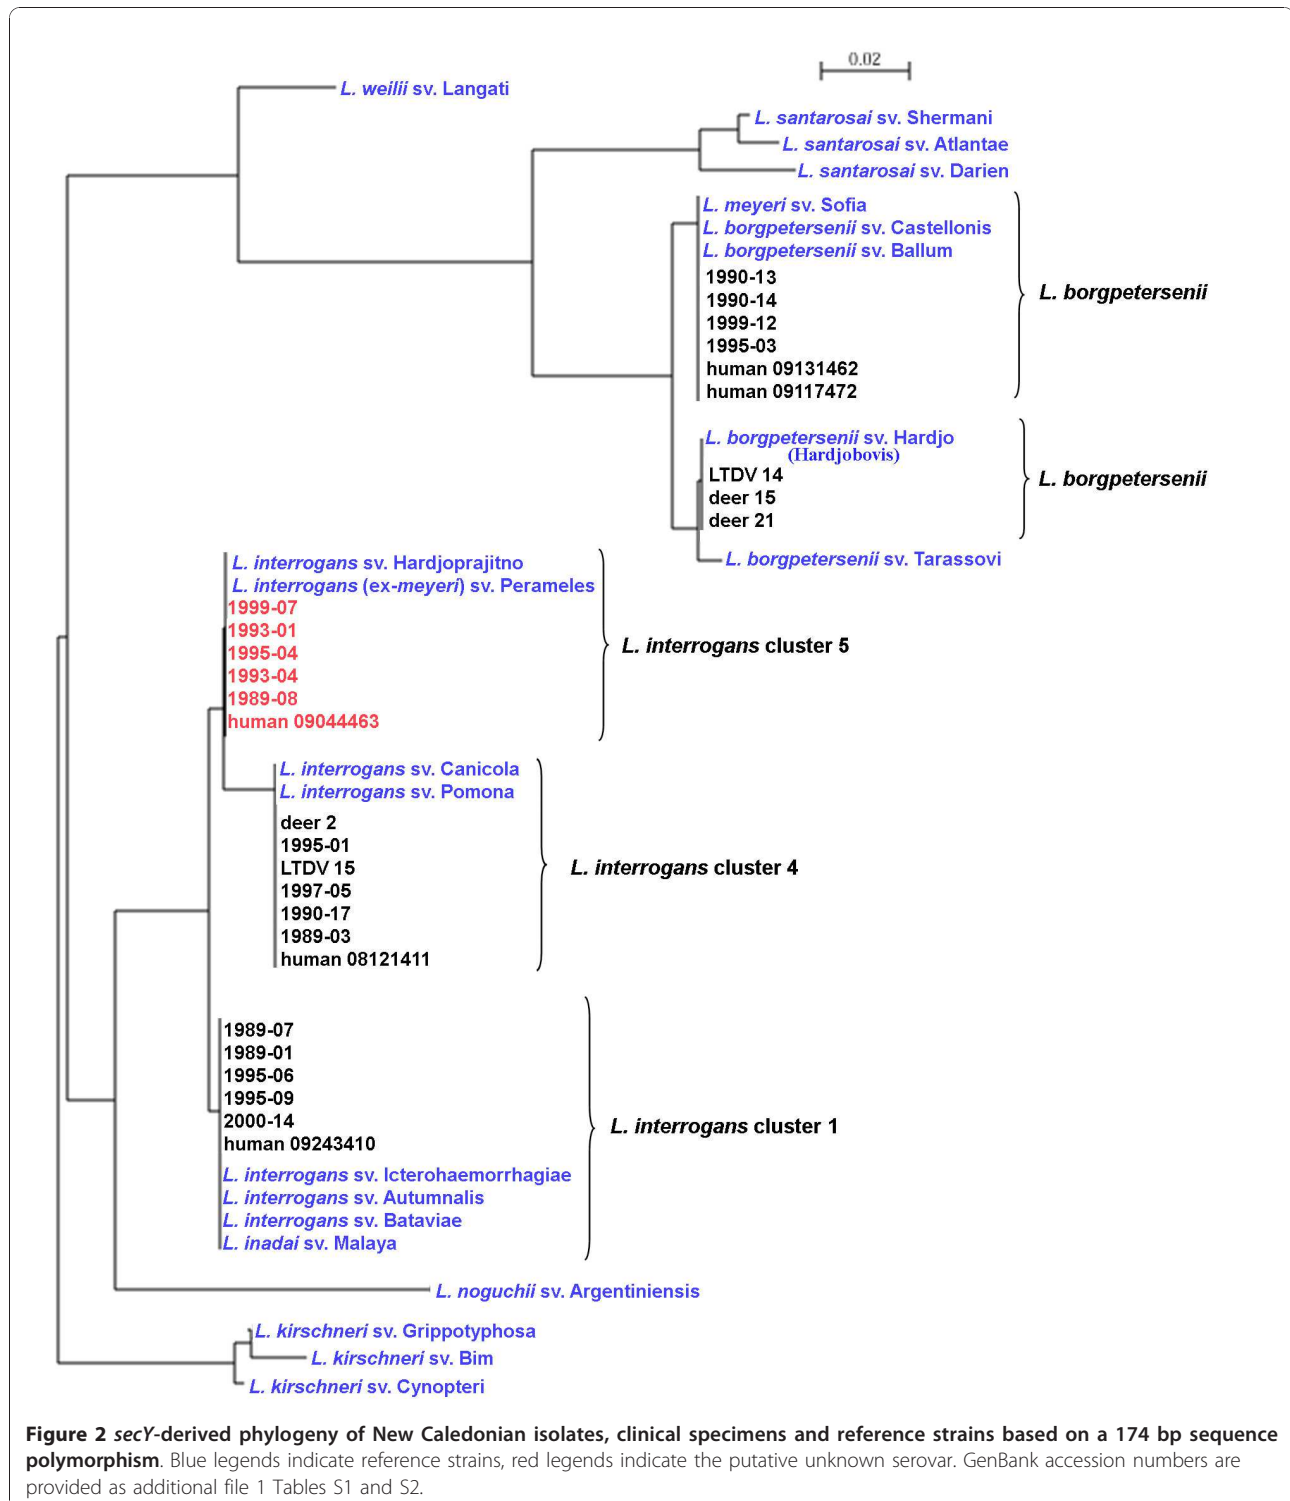 0.02
L. weilii sv. Langati
L. santarosai sv. Shermani
L. santarosai sv. Atlantae
L. santarosai sv. Darien
L. meyeri sv. Sofia
L. borgpetersenii sv. Castellonis
L. borgpetersenii sv. Ballum
1990-13
1990-14
1999-12
1995-03
human 09131462
human 09117472
L. borgpetersenii
L. borgpetersenii sv. Hardjo
(Hardjobovis)
LTDV 14
deer 15
deer 21
L. borgpetersenii
L. borgpetersenii sv. Tarassovi
L. interrogans sv. Hardjoprajitno
L. interrogans (ex-meyeri) sv. Perameles
1999-07
1993-01
1995-04
1993-04
1989-08
human 09044463
L. interrogans cluster 5
L. interrogans sv. Canicola
L. interrogans sv. Pomona
deer 2
1995-01
LTDV 15
1997-05
1990-17
1989-03
human 08121411
L. interrogans cluster 4
1989-07
1989-01
1995-06
1995-09
2000-14
human 09243410
L. interrogans sv. Icterohaemorrhagiae
L. interrogans sv. Autumnalis
L. interrogans sv. Bataviae
L. inadai sv. Malaya
L. interrogans cluster 1
L. noguchii sv. Argentiniensis
L. kirschneri sv. Grippotyphosa
L. kirschneri sv. Bim
L. kirschneri sv. Cynopteri
Figure 2 secY-derived phylogeny of New Caledonian isolates, clinical specimens and reference strains based on a 174 bp sequence
polymorphism. Blue legends indicate reference strains, red legends indicate the putative unknown serovar. GenBank accession numbers are
provided as additional file 1 Tables S1 and S2.